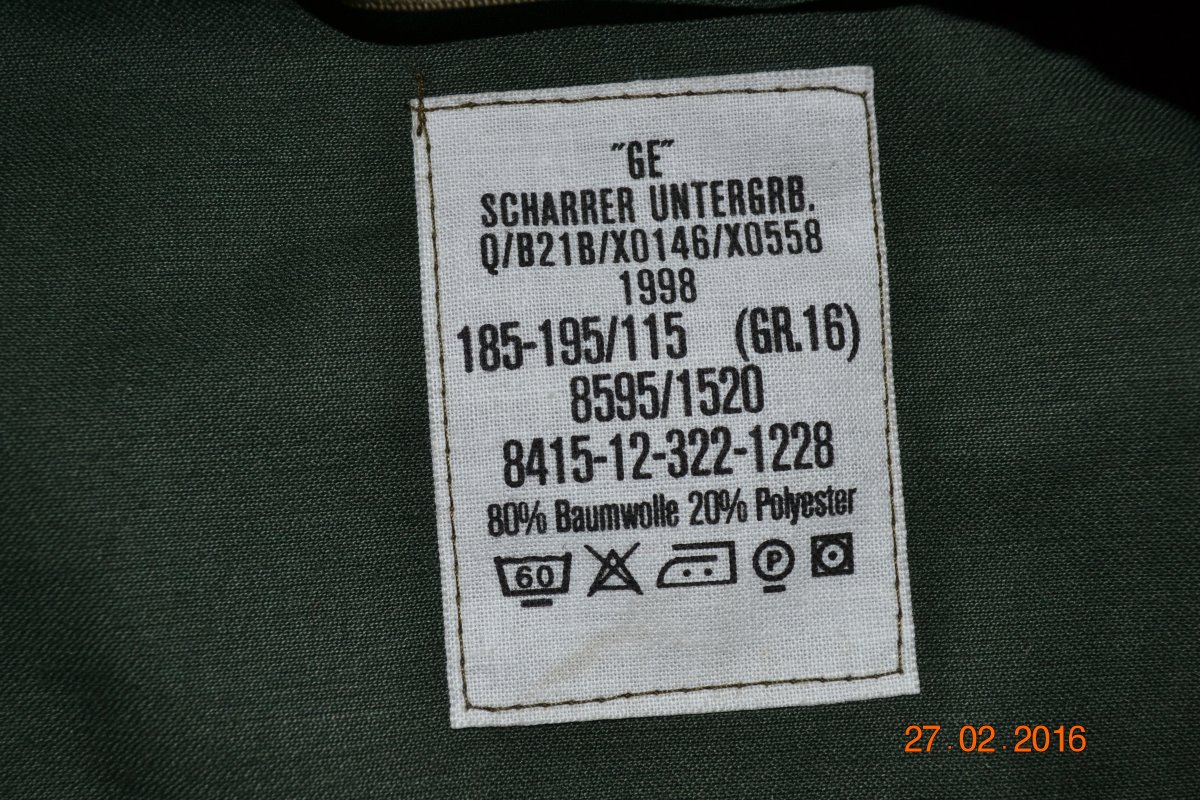 "GE"
SCHARRER UNTERGRB.
Q/B21B/X0146/X0558
1998
185-195/115 (GR.16)
8595/1520
8415-12-322-1228
80% Baumwolle 20% Polyester
60 P
27.02.2016